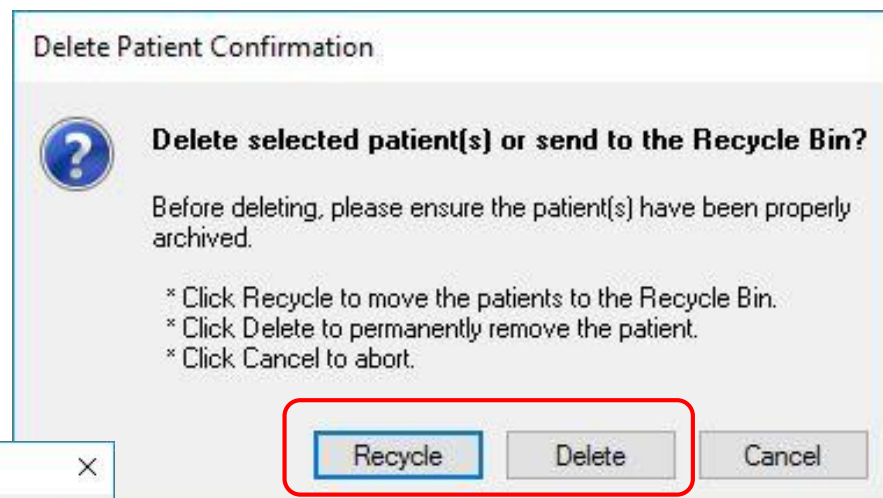 Delete Patient Confirmation
Delete selected patient(s) or send to the Recycle Bin?
Before deleting, please ensure the patient(s) have been properly
archived.
* Click Recycle to move the patients to the Recycle Bin.
* Click Delete to permanently remove the patient.
* Click Cancel to abort.
Recycle Delete Cancel